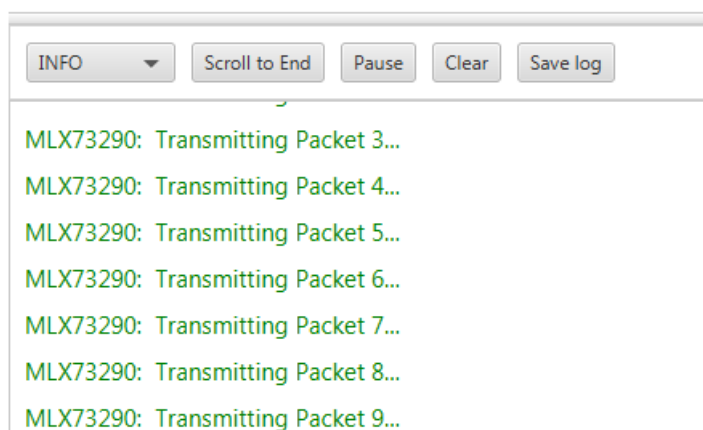 INFO Scroll to End Pause Clear Save log
MLX73290: Transmitting Packet 3...
MLX73290: Transmitting Packet 4...
MLX73290: Transmitting Packet 5...
MLX73290: Transmitting Packet 6...
MLX73290: Transmitting Packet 7...
MLX73290: Transmitting Packet 8...
MLX73290: Transmitting Packet 9...